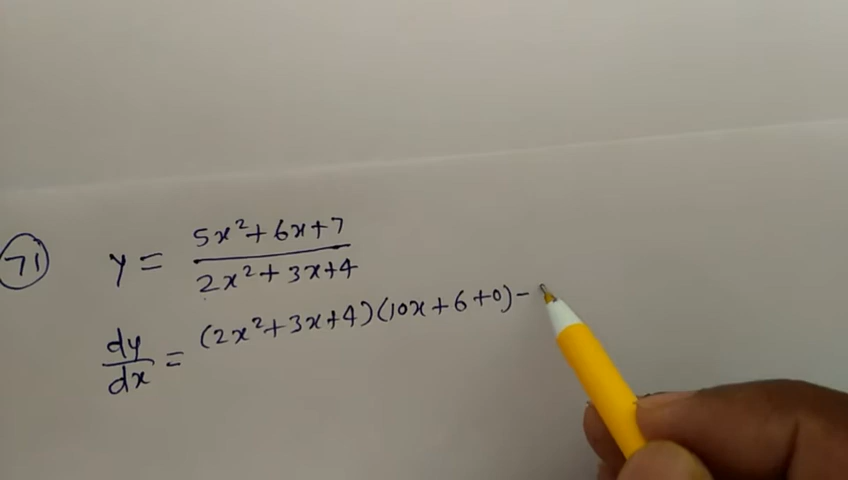 71 y = 5x²+6x+7 / 2x²+3x+4
dy/dx = (2x²+3x+4)(10x+6+0)-